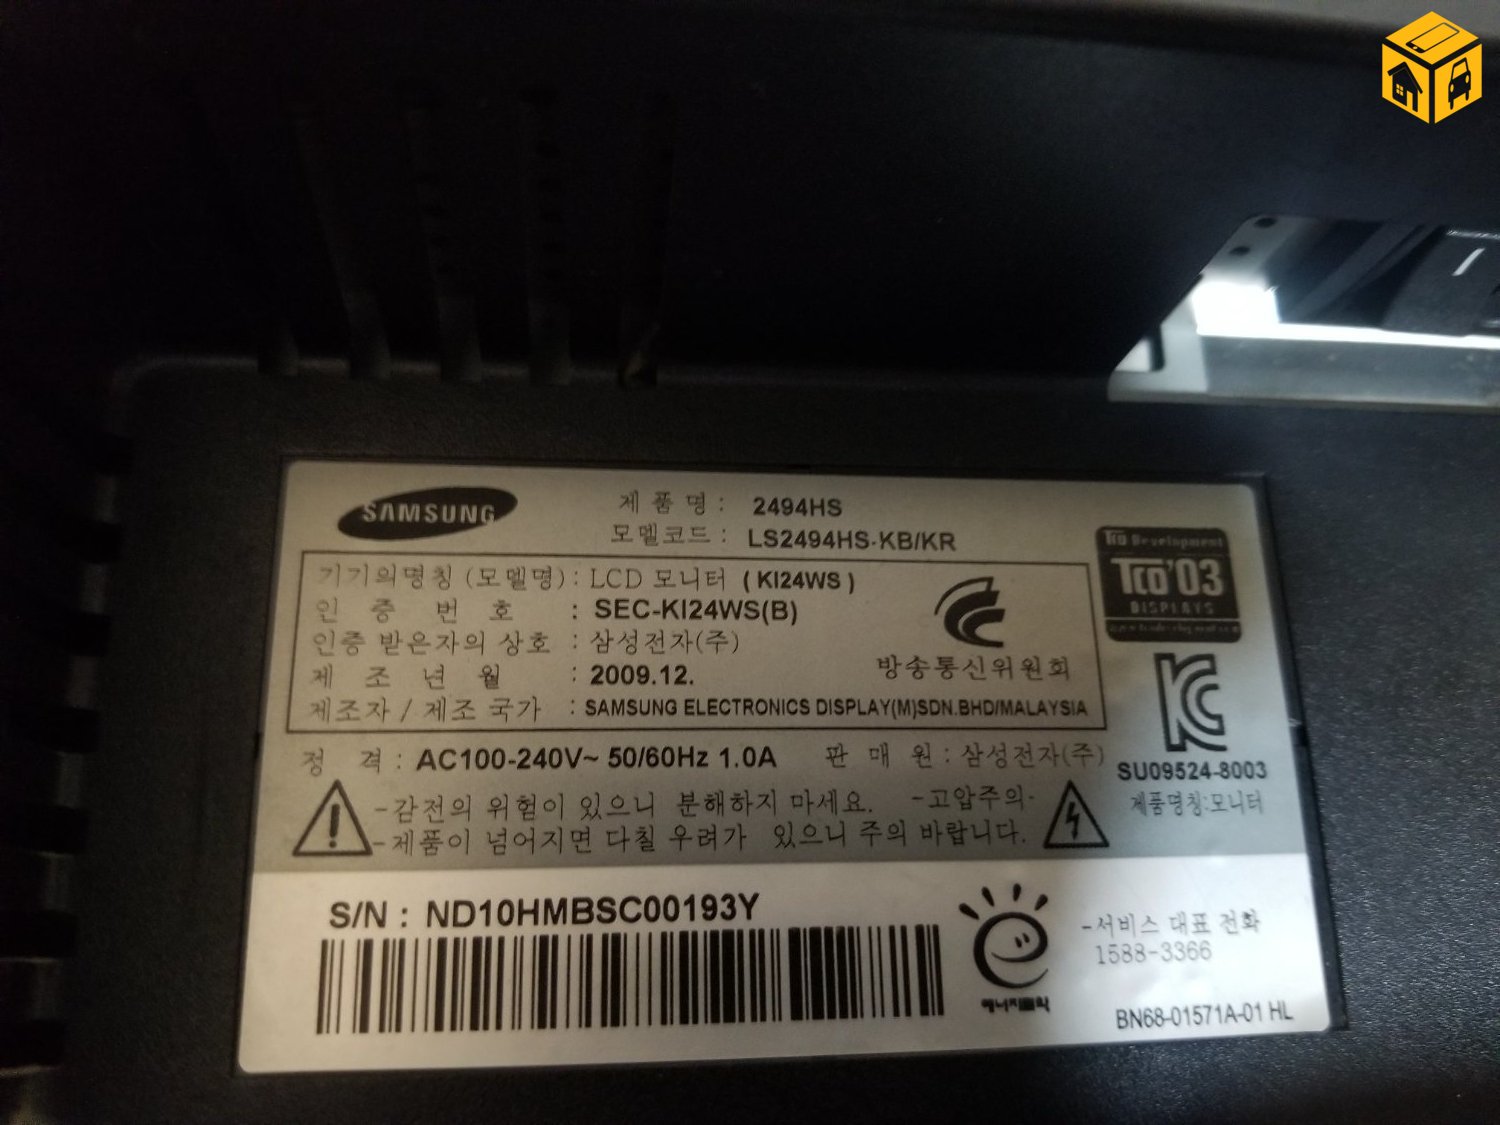 SAMSUNG
제 품 명 : 2494HS
모델코드 : LS2494HS-KB/KR
기기의명칭 (모델명) : LCD 모니터 ( KI24WS )
인 증 번 호 : SEC-KI24WS(B)
인증 받은자의 상호 : 삼성전자(주)
제 조 년 월 : 2009.12.
제조자 / 제조 국가 : SAMSUNG ELECTRONICS DISPLAY(M)SDN.BHD/MALAYSIA
방송통신위원회
Tco Development
TCO'03
DISPLAYS
정 격 : AC100-240V~ 50/60Hz 1.0A 판 매 원 : 삼성전자(주)
SU09524-8003
제품명칭:모니터
-감전의 위험이 있으니 분해하지 마세요. -고압주의-
-제품이 넘어지면 다칠 우려가 있으니 주의 바랍니다.
S/N : ND10HMBSC00193Y
에너지절약
-서비스 대표 전화
1588-3366
BN68-01571A-01 HL